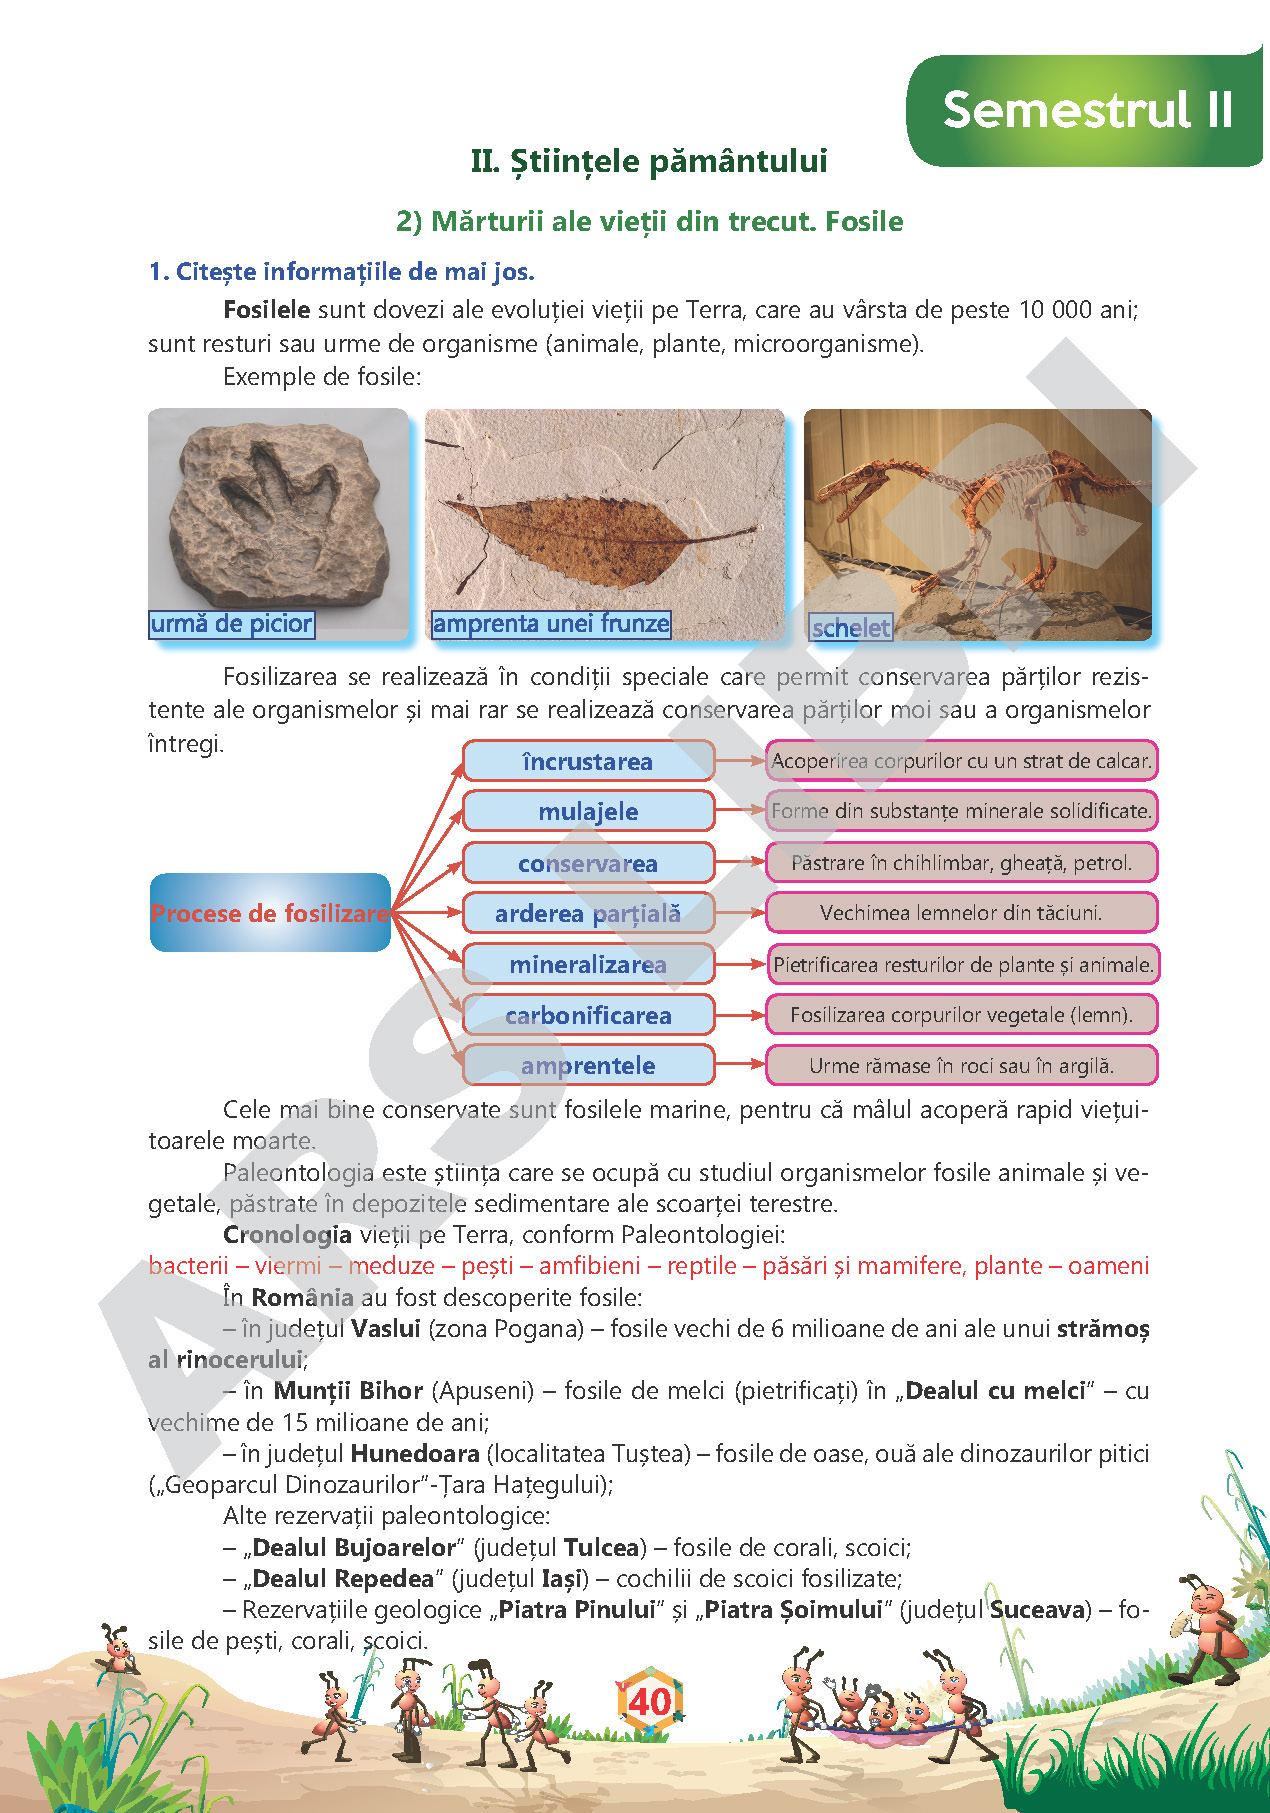 Semestrul II
II. Științele pământului
2) Mărturii ale vieții din trecut. Fosile
1. Citește informațiile de mai jos.
Fosilele sunt dovezi ale evoluției vieții pe Terra, care au vârsta de peste 10 000 ani;
sunt resturi sau urme de organisme (animale, plante, microorganisme).
Exemple de fosile:
urmă de picior
amprenta unei frunze
schelet
Fosilizarea se realizează în condiții speciale care permit conservarea părților rezis-
tente ale organismelor și mai rar se realizează conservarea părților moi sau a organismelor
întregi.
Procese de fosilizare
încrustarea
Acoperirea corpurilor cu un strat de calcar.
mulajele
Forme din substanțe minerale solidificate.
conservarea
Păstrare în chihlimbar, gheață, petrol.
arderea parțială
Vechimea lemnelor din tăciuni.
mineralizarea
Pietrificarea resturilor de plante și animale.
carbonificarea
Fosilizarea corpurilor vegetale (lemn).
amprentele
Urme rămase în roci sau în argilă.
Cele mai bine conservate sunt fosilele marine, pentru că mâlul acoperă rapid viețui-
toarele moarte.
Paleontologia este știința care se ocupă cu studiul organismelor fosile animale și ve-
getale, păstrate în depozitele sedimentare ale scoarței terestre.
Cronologia vieții pe Terra, conform Paleontologiei:
bacterii – viermi – meduze – pești – amfibieni – reptile – păsări și mamifere, plante – oameni
În România au fost descoperite fosile:
– în județul Vaslui (zona Pogana) – fosile vechi de 6 milioane de ani ale unui strămoș
al rinocerului;
– în Munții Bihor (Apuseni) – fosile de melci (pietrificați) în „Dealul cu melci” – cu
vechime de 15 milioane de ani;
– în județul Hunedoara (localitatea Tuștea) – fosile de oase, ouă ale dinozaurilor pitici
(„Geoparcul Dinozaurilor”-Țara Hațegului);
Alte rezervații paleontologice:
– „Dealul Bujoarelor” (județul Tulcea) – fosile de corali, scoici;
– „Dealul Repedea” (județul Iași) – cochilii de scoici fosilizate;
– Rezervațiile geologice „Piatra Pinului” și „Piatra Șoimului” (județul Suceava) – fo-
sile de pești, corali, scoici.
40
ARS LIBRI